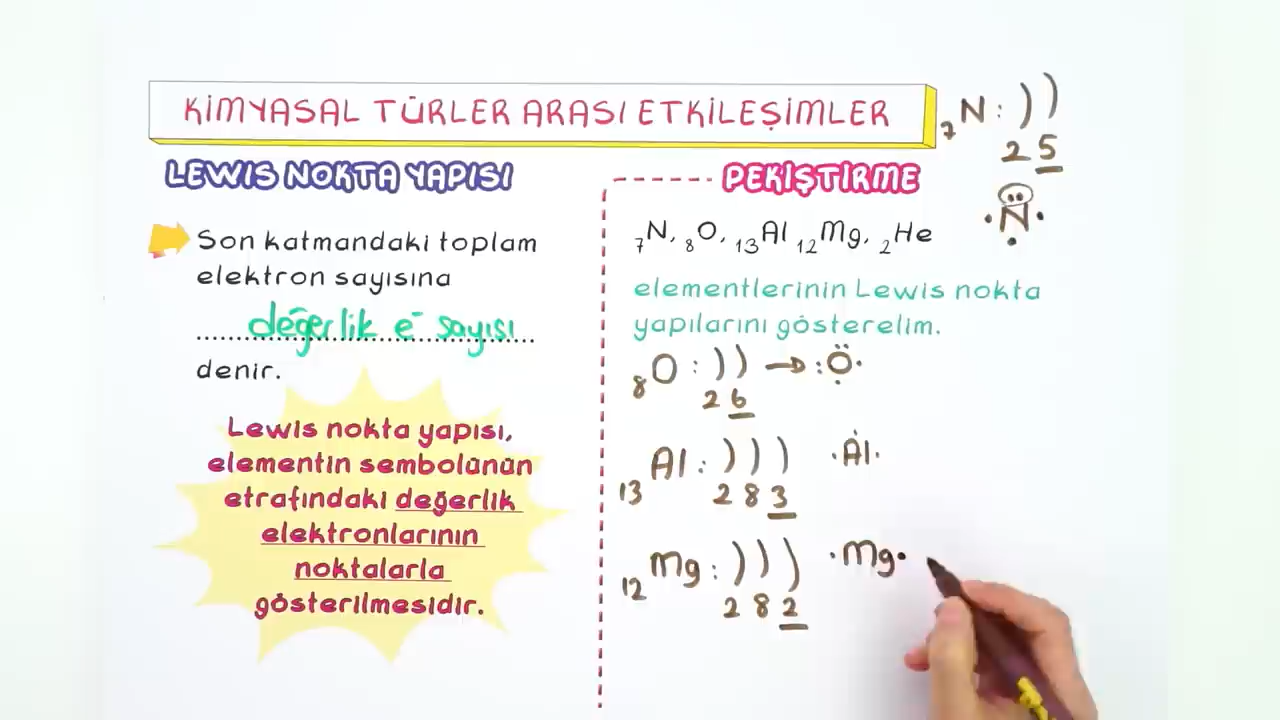 KİMYASAL TÜRLER ARASI ETKİLEŞİMLER
LEWIS NOKTA YAPISI
Son katmandaki toplam
elektron sayısına
değerlik e⁻ sayısı
denir.
Lewis nokta yapısı,
elementin sembolünün
etrafındaki değerlik
elektronlarının
noktalarla
gösterilmesidir.
PEKİŞTİRME
₇N, ₈O, ₁₃Al ₁₂Mg, ₂He
elementlerinin Lewis nokta
yapılarını gösterelim.
₇N: ))
2 5
N
₈O : )) → O
2 6
₁₃Al : ))) Al
2 8 3
₁₂Mg : ))) Mg
2 8 2